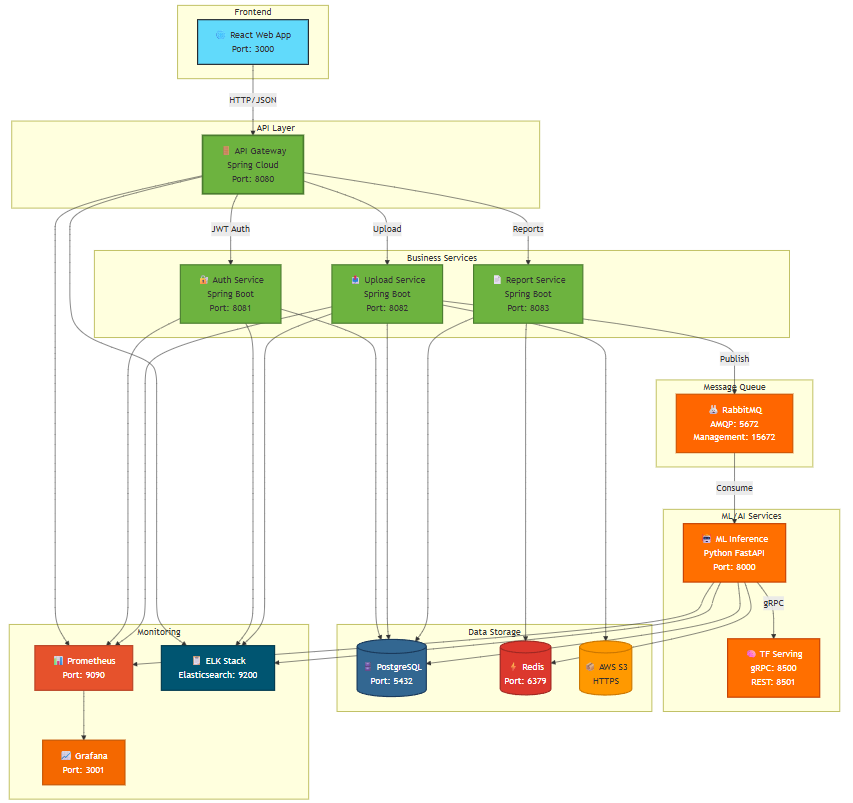 Frontend
React Web App
Port: 3000
HTTP/JSON
API Layer
API Gateway
Spring Cloud
Port: 8080
JWT Auth
Upload
Reports
Business Services
Auth Service
Spring Boot
Port: 8081
Upload Service
Spring Boot
Port: 8082
Report Service
Spring Boot
Port: 8083
Publish
Message Queue
RabbitMQ
AMQP: 5672
Management: 15672
Consume
ML/AI Services
ML Inference
Python FastAPI
Port: 8000
gRPC
TF Serving
gRPC: 8500
REST: 8501
Monitoring
Prometheus
Port: 9090
ELK Stack
Elasticsearch: 9200
Grafana
Port: 3001
Data Storage
PostgreSQL
Port: 5432
Redis
Port: 6379
AWS S3
HTTPS